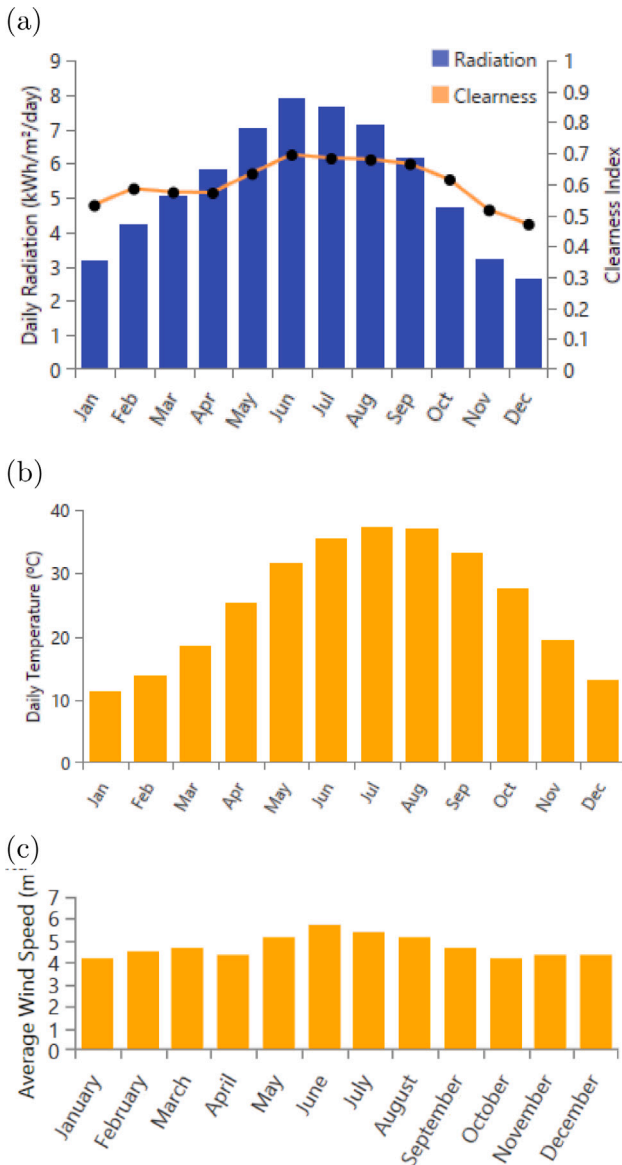 (a)
Daily Radiation (kWh/m²/day)
9
8
7
6
5
4
3
2
1
0
Radiation
Clearness
1
0.9
0.8
0.7
0.6
0.5
0.4
0.3
0.2
0.1
0
Clearness Index
Jan
Feb
Mar
Apr
May
Jun
Jul
Aug
Sep
Oct
Nov
Dec
(b)
Daily Temperature (ºC)
40
30
20
10
0
Jan
Feb
Mar
Apr
May
Jun
Jul
Aug
Sep
Oct
Nov
Dec
(c)
Average Wind Speed (m
7
6
5
4
3
2
1
0
January
February
March
April
May
June
July
August
September
October
November
December